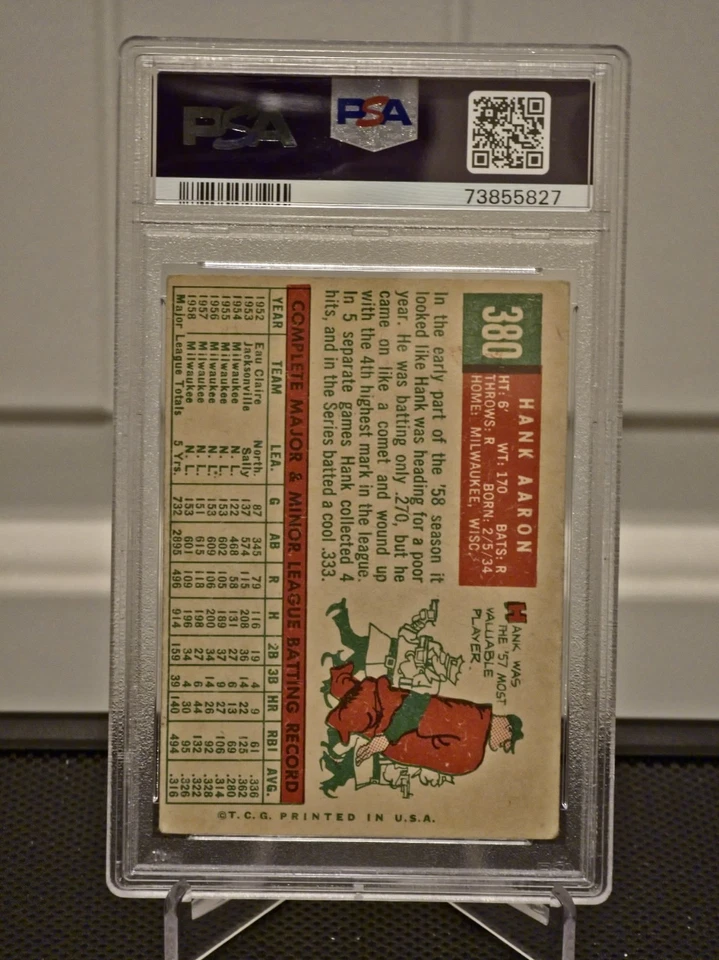 PSA
PSA
73855827
380
HANK AARON
HT: 6' WT: 170 BATS: R
THROWS: R BORN: 2/5/34
HOME: MILWAUKEE, WISC.
In the early part of the '58 season it
looked like Hank was heading for a poor
year. He was batting only .270, but he
came on like a comet and wound up
with the 4th highest mark in the league.
In 5 separate games Hank collected 4
hits, and in the Series batted a cool .333.
HANK WAS
THE '57 MOST
VALUABLE
PLAYER.
COMPLETE MAJOR & MINOR LEAGUE BATTING RECORD
YEAR TEAM LEA. G AB R H 2B 3B HR RBI AVG.
1952 Eau Claire North. 87 345 79 116 19 4 9 61 .336
1953 Jacksonville Sally 137 574 115 208 36 14 22 125 .362
1954 Milwaukee N. L. 122 468 58 131 27 6 13 69 .280
1955 Milwaukee N. L. 153 602 105 189 37 9 27 106 .314
1956 Milwaukee N. L. 153 609 106 200 34 14 26 92 .328
1957 Milwaukee N. L. 151 615 118 198 27 6 44 132 .322
1958 Milwaukee N. L. 153 601 109 196 34 4 30 95 .326
Major League Totals 5 Yrs. 732 2895 496 914 159 39 140 494 .316
©T.C.G. PRINTED IN U.S.A.